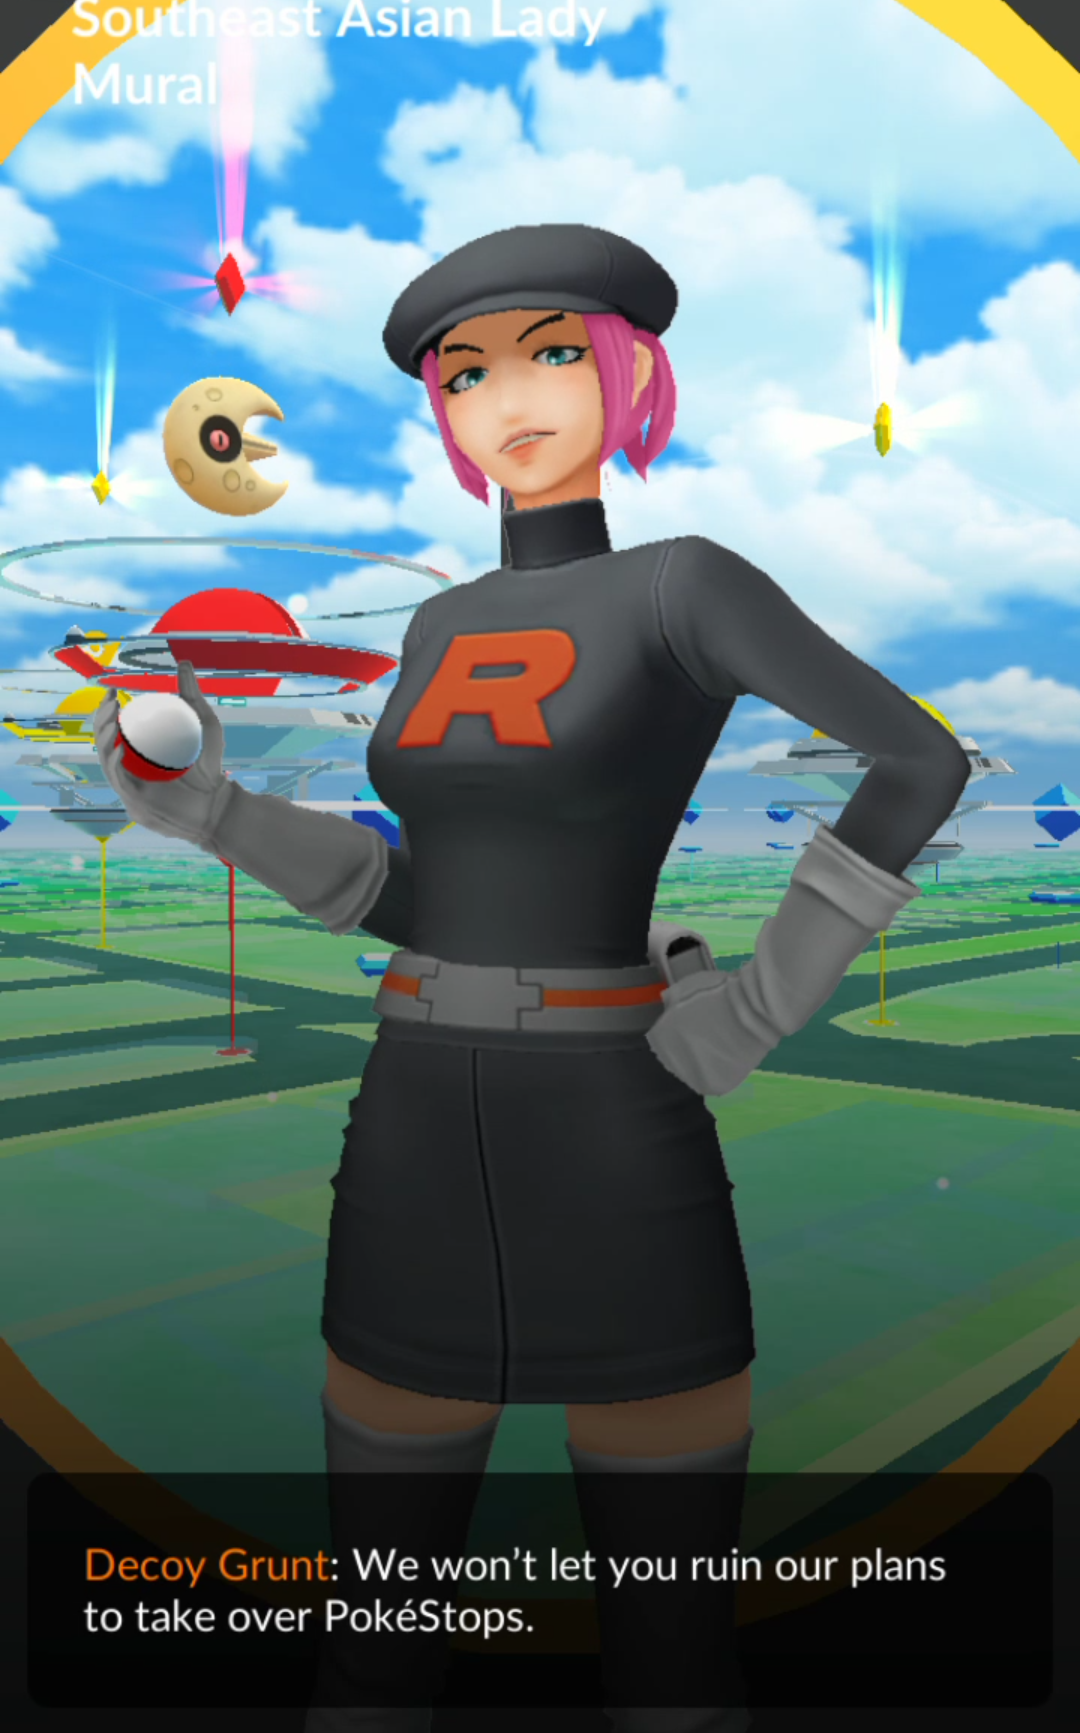 Southeast Asian Lady
Mural
R
Decoy Grunt: We won't let you ruin our plans
to take over PokéStops.